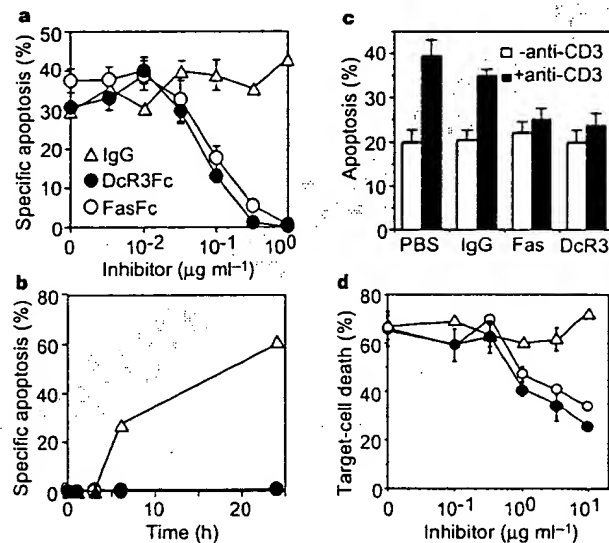 a
Specific apoptosis (%)
50
40
30
20
10
0
IgG
DcR3Fc
FasFc
0 10-2 10-1 100
Inhibitor (µg ml–1)
b
Specific apoptosis (%)
80
60
40
20
0
0 10 20
Time (h)
c
Apoptosis (%)
40
30
20
10
0
-anti-CD3
+anti-CD3
PBS IgG Fas DcR3
d
Target-cell death (%)
80
60
40
20
0
0 10-1 100 101
Inhibitor (µg ml–1)